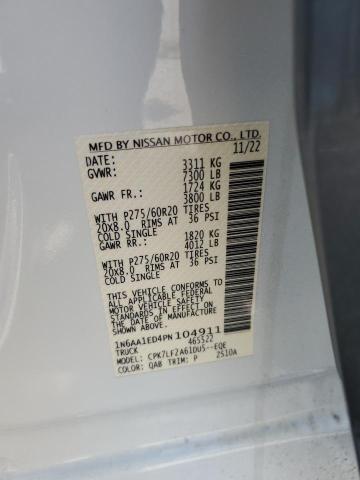 MFD BY NISSAN MOTOR CO., LTD.
DATE: 11/22
GVWR: 3311 KG
7300 LB
GAWR FR.: 1724 KG
3800 LB
WITH P275/60R20 TIRES
20X8.0 RIMS AT 36 PSI
COLD SINGLE
GAWR RR.: 1820 KG
4012 LB
WITH P275/60R20 TIRES
20X8.0 RIMS AT 36 PSI
COLD SINGLE
THIS VEHICLE CONFORMS TO
ALL APPLICABLE FEDERAL
MOTOR VEHICLE SAFETY
STANDARDS IN EFFECT ON
THE DATE OF MANUFACTURE
SHOWN ABOVE.
1N6AA1ED4PN104911
TRUCK 465522
MODEL: CPK7LF2A61DU5--EQE
COLOR: QAB TRIM: P 2510A